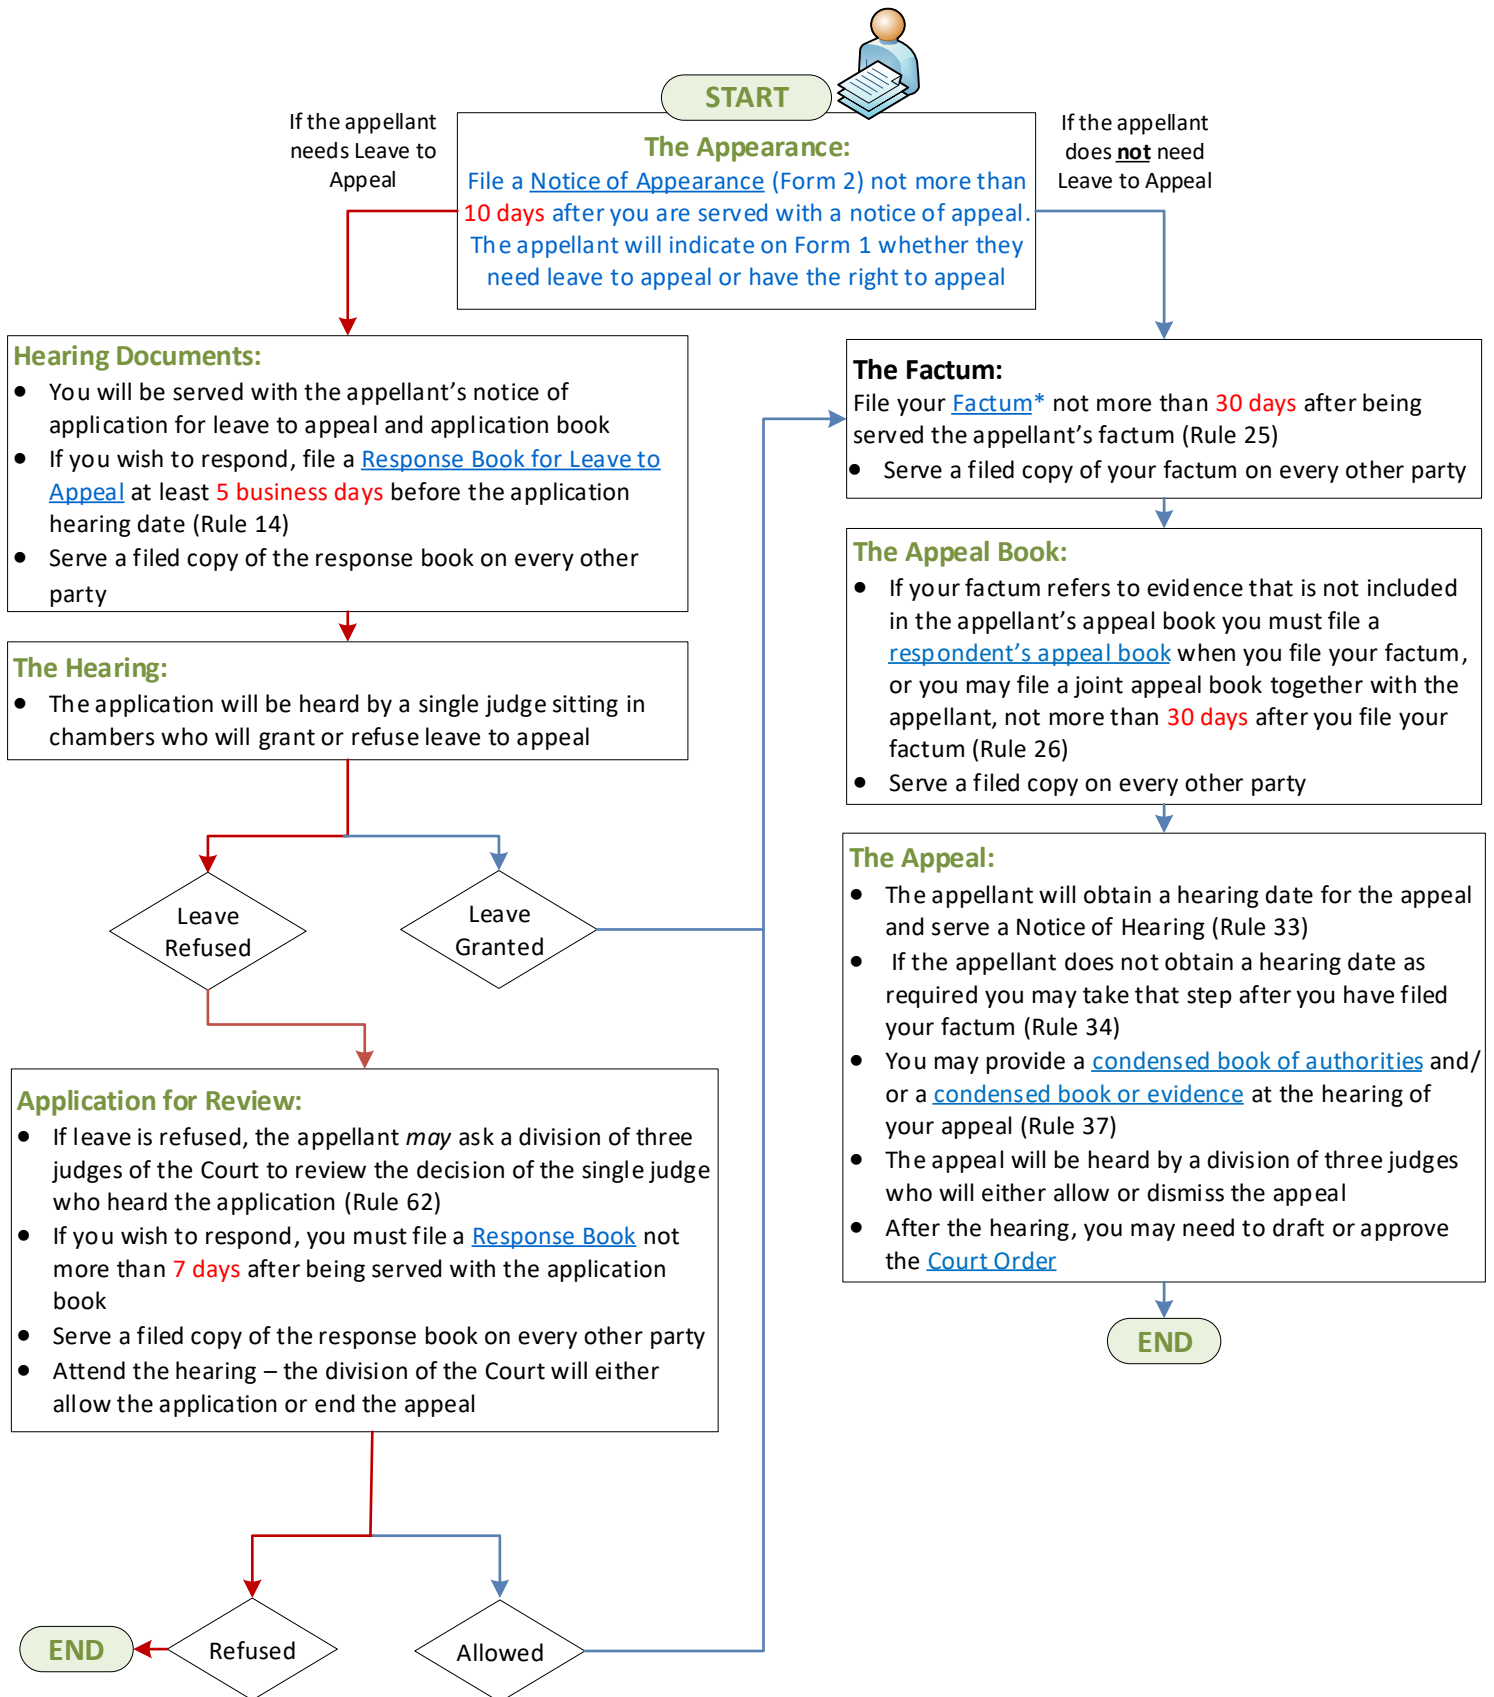 START
If the appellant
needs Leave to
Appeal
The Appearance:
File a Notice of Appearance (Form 2) not more than
10 days after you are served with a notice of appeal.
The appellant will indicate on Form 1 whether they
need leave to appeal or have the right to appeal
If the appellant
does not need
Leave to Appeal
Hearing Documents:
• You will be served with the appellant's notice of
application for leave to appeal and application book
• If you wish to respond, file a Response Book for Leave to
Appeal at least 5 business days before the application
hearing date (Rule 14)
• Serve a filed copy of the response book on every other
party
The Hearing:
• The application will be heard by a single judge sitting in
chambers who will grant or refuse leave to appeal
Leave
Refused
Leave
Granted
Application for Review:
• If leave is refused, the appellant may ask a division of three
judges of the Court to review the decision of the single judge
who heard the application (Rule 62)
• If you wish to respond, you must file a Response Book not
more than 7 days after being served with the application
book
• Serve a filed copy of the response book on every other party
• Attend the hearing – the division of the Court will either
allow the application or end the appeal
END
Refused
Allowed
The Factum:
File your Factum* not more than 30 days after being
served the appellant's factum (Rule 25)
• Serve a filed copy of your factum on every other party
The Appeal Book:
• If your factum refers to evidence that is not included
in the appellant's appeal book you must file a
respondent's appeal book when you file your factum,
or you may file a joint appeal book together with the
appellant, not more than 30 days after you file your
factum (Rule 26)
• Serve a filed copy on every other party
The Appeal:
• The appellant will obtain a hearing date for the appeal
and serve a Notice of Hearing (Rule 33)
• If the appellant does not obtain a hearing date as
required you may take that step after you have filed
your factum (Rule 34)
• You may provide a condensed book of authorities and/
or a condensed book or evidence at the hearing of
your appeal (Rule 37)
• The appeal will be heard by a division of three judges
who will either allow or dismiss the appeal
• After the hearing, you may need to draft or approve
the Court Order
END